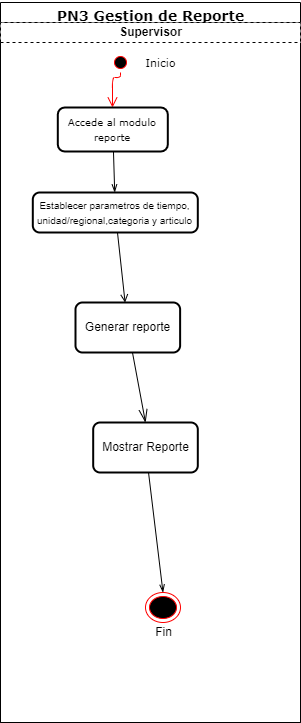 PN3 Gestion de Reporte
Supervisor
Inicio
Accede al modulo
reporte
Establecer parametros de tiempo,
unidad/regional,categoria y articulo
Generar reporte
Mostrar Reporte
Fin